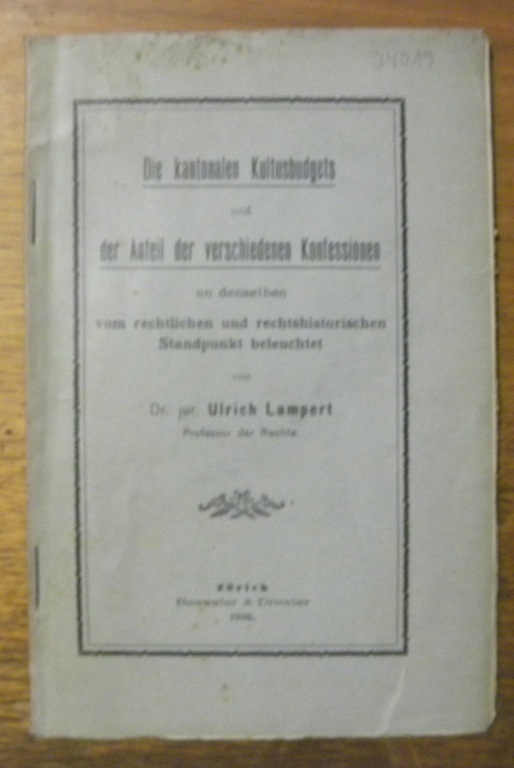 34019
Die kantonalen Kultusbudgets
und
der Anteil der verschiedenen Konfessionen
an denselben
vom rechtlichen und rechtshistorischen
Standpunkt beleuchtet
von
Dr. jur. Ulrich Lampert
Professor der Rechte.
Zürich